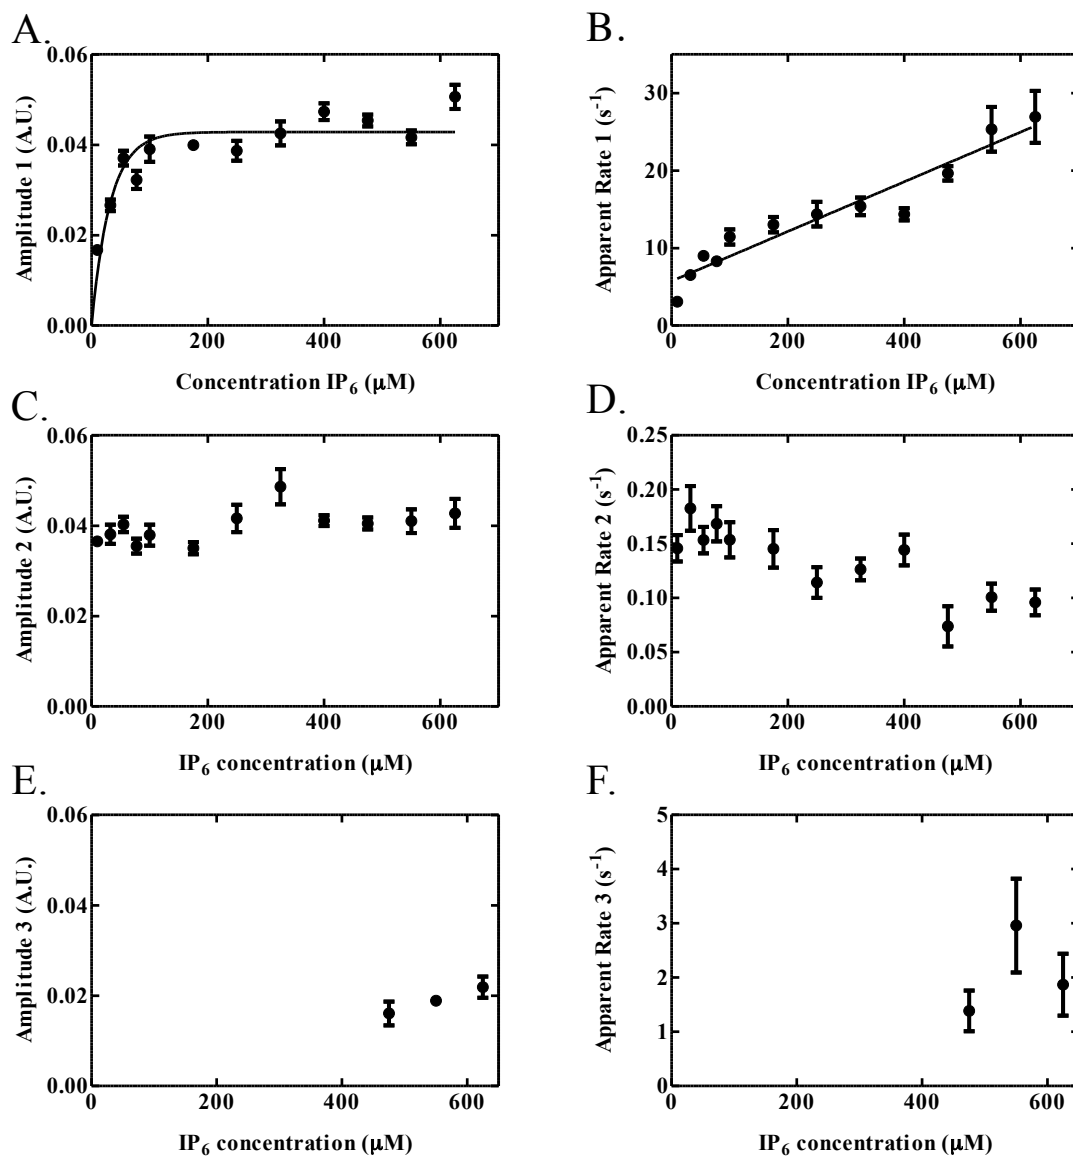 A.
0.06
0.04
0.02
0.00
0
200
400
600
Amplitude 1 (A.U.)
Concentration IP6 (μM)
B.
30
20
10
0
0
200
400
600
Apparent Rate 1 (s-1)
Concentration IP6 (μM)
C.
0.06
0.04
0.02
0.00
0
200
400
600
Amplitude 2 (A.U.)
IP6 concentration (μM)
D.
0.25
0.20
0.15
0.10
0.05
0.00
0
200
400
600
Apparent Rate 2 (s-1)
IP6 concentration (μM)
E.
0.06
0.04
0.02
0.00
0
200
400
600
Amplitude 3 (A.U.)
IP6 concentration (μM)
F.
5
4
3
2
1
0
0
200
400
600
Apparent Rate 3 (s-1)
IP6 concentration (μM)